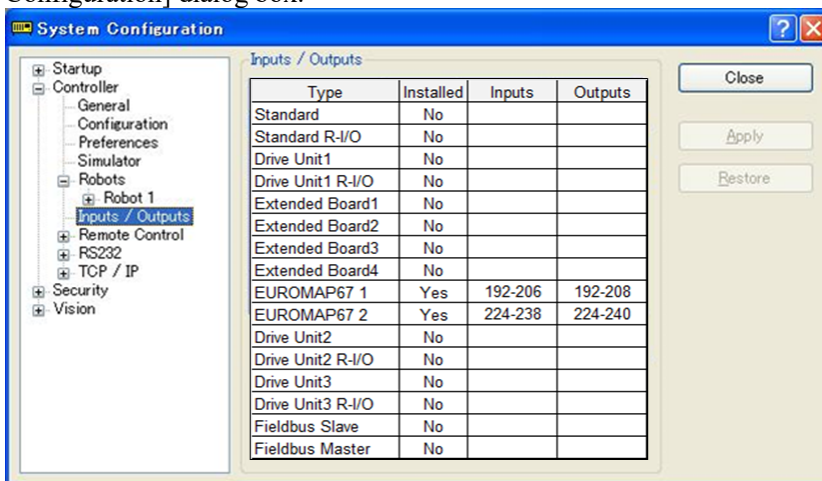 Configuration] dialog box.
System Configuration
Startup
Controller
General
Configuration
Preferences
Simulator
Robots
Robot 1
Inputs / Outputs
Remote Control
RS232
TCP / IP
Security
Vision
Inputs / Outputs
Type Installed Inputs Outputs
Standard No
Standard R-I/O No
Drive Unit1 No
Drive Unit1 R-I/O No
Extended Board1 No
Extended Board2 No
Extended Board3 No
Extended Board4 No
EUROMAP67 1 Yes 192-206 192-208
EUROMAP67 2 Yes 224-238 224-240
Drive Unit2 No
Drive Unit2 R-I/O No
Drive Unit3 No
Drive Unit3 R-I/O No
Fieldbus Slave No
Fieldbus Master No
Close
Apply
Restore